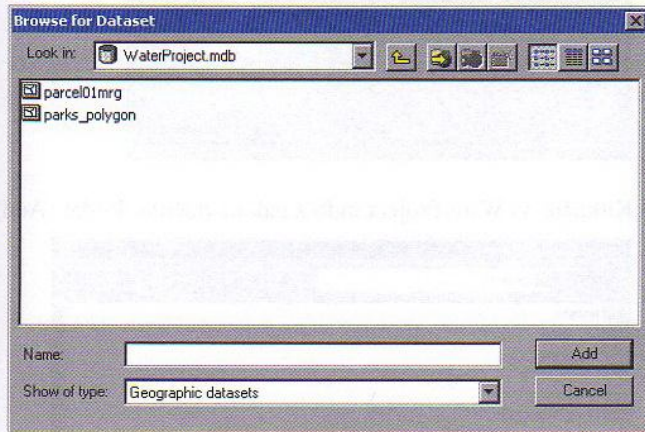 Browse for Dataset
Look in: WaterProject.mdb
parcel01mrg
parks_polygon
Name: Add
Show of type: Geographic datasets Cancel